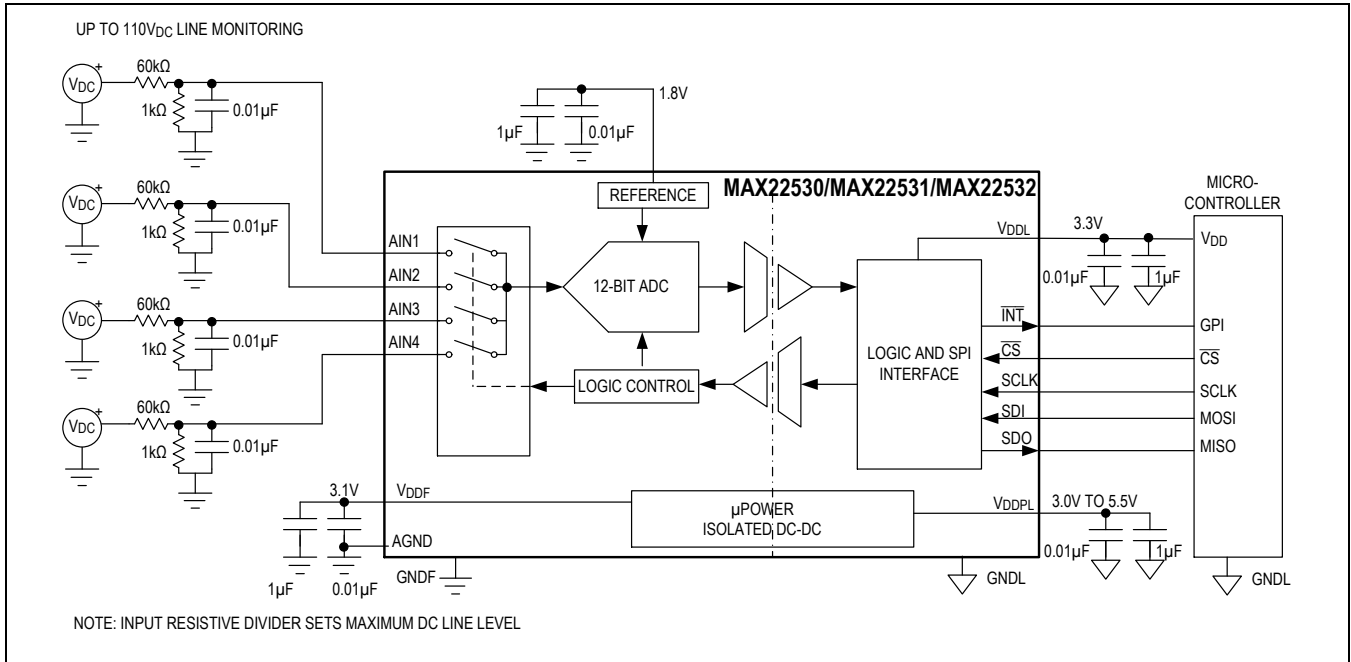 UP TO 110VDC LINE MONITORING
VDC
+
60kΩ
1kΩ
0.01µF
VDC
+
60kΩ
1kΩ
0.01µF
VDC
+
60kΩ
1kΩ
0.01µF
VDC
+
60kΩ
1kΩ
0.01µF
1.8V
1µF
0.01µF
MAX22530/MAX22531/MAX22532
REFERENCE
AIN1
AIN2
AIN3
AIN4
12-BIT ADC
LOGIC CONTROL
LOGIC AND SPI
INTERFACE
VDDL
3.3V
0.01µF
1µF
INT
CS
SCLK
SDI
SDO
MICRO-
CONTROLLER
VDD
GPI
CS
SCLK
MOSI
MISO
3.1V
VDDF
1µF
0.01µF
AGND
GNDF
µPOWER
ISOLATED DC-DC
VDDPL
3.0V TO 5.5V
0.01µF
1µF
GNDL
GNDL
NOTE: INPUT RESISTIVE DIVIDER SETS MAXIMUM DC LINE LEVEL